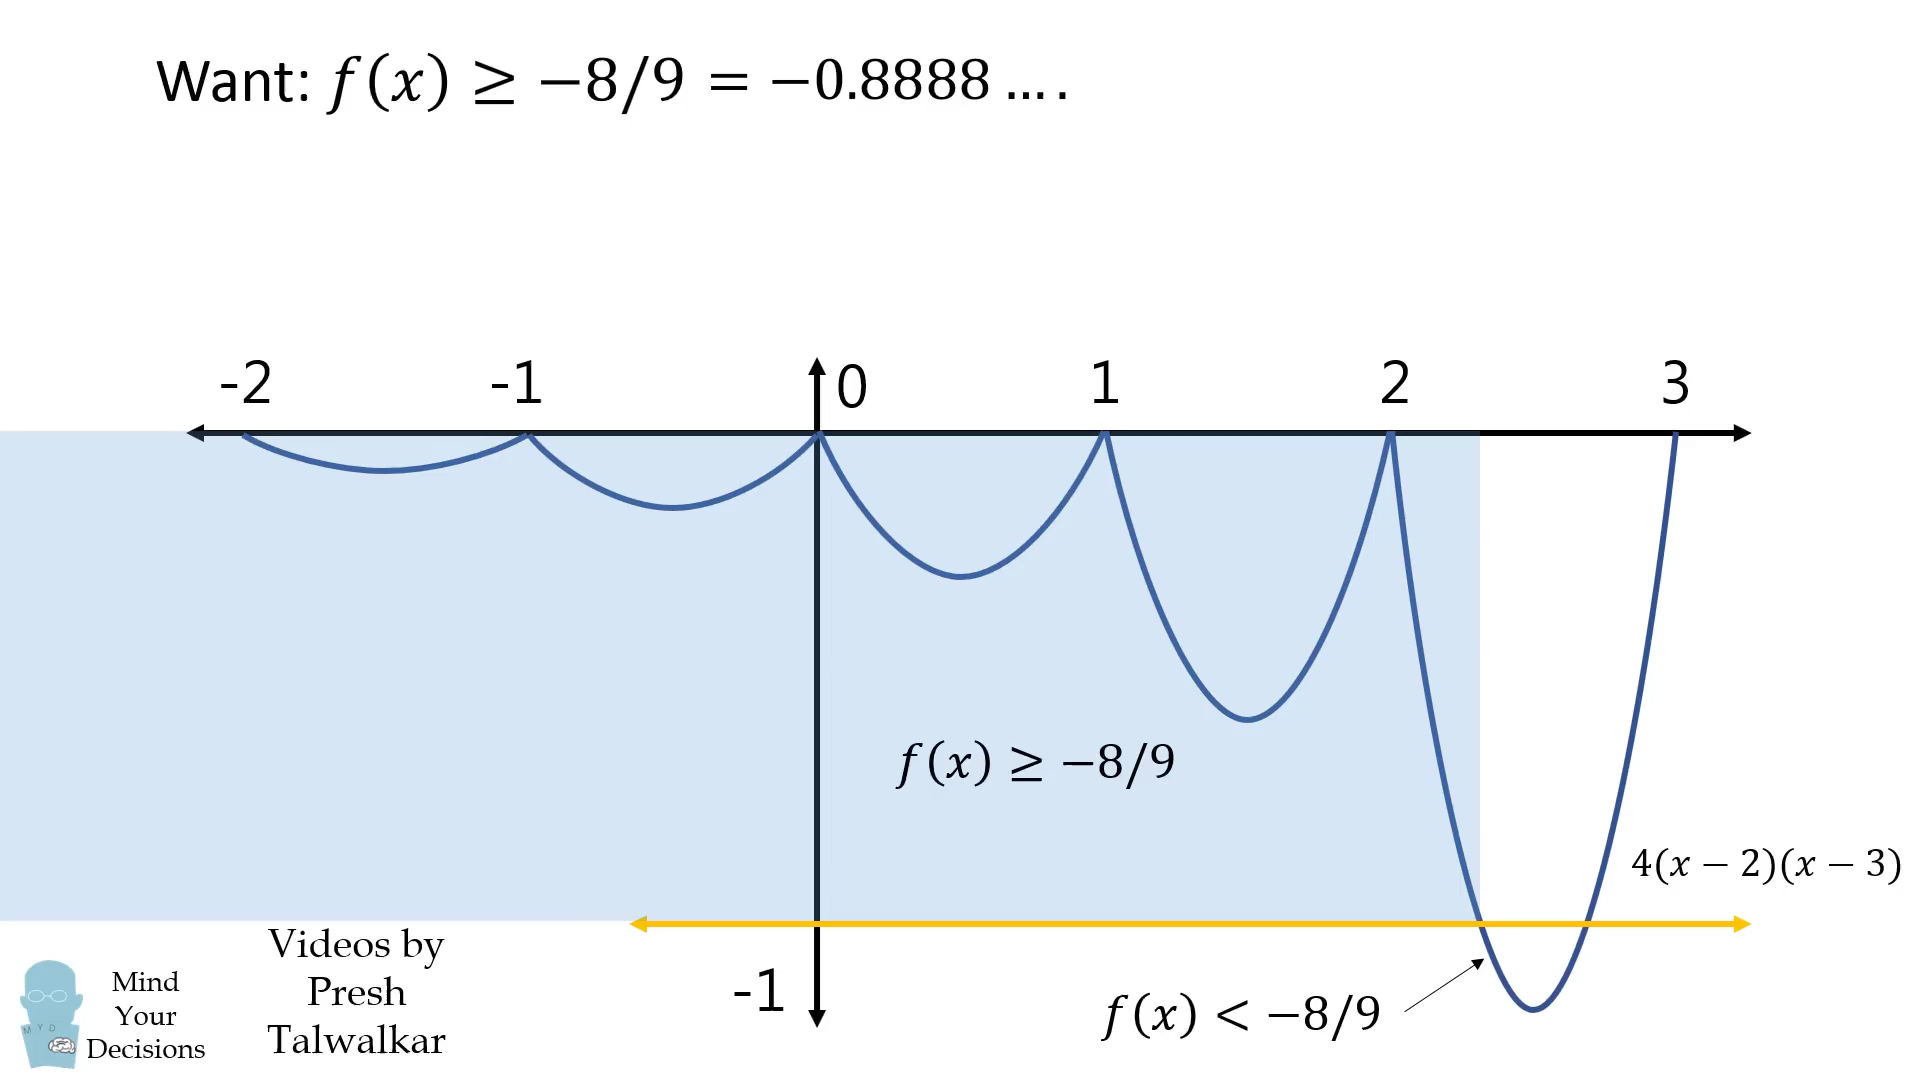 Want: f(x) ≥ −8/9 = −0.8888 … .
-2 -1 0 1 2 3
f(x) ≥ −8/9
4(x − 2)(x − 3)
-1
f(x) < −8/9
Videos by
Presh
Talwalkar
Mind
Your
Decisions
M Y D